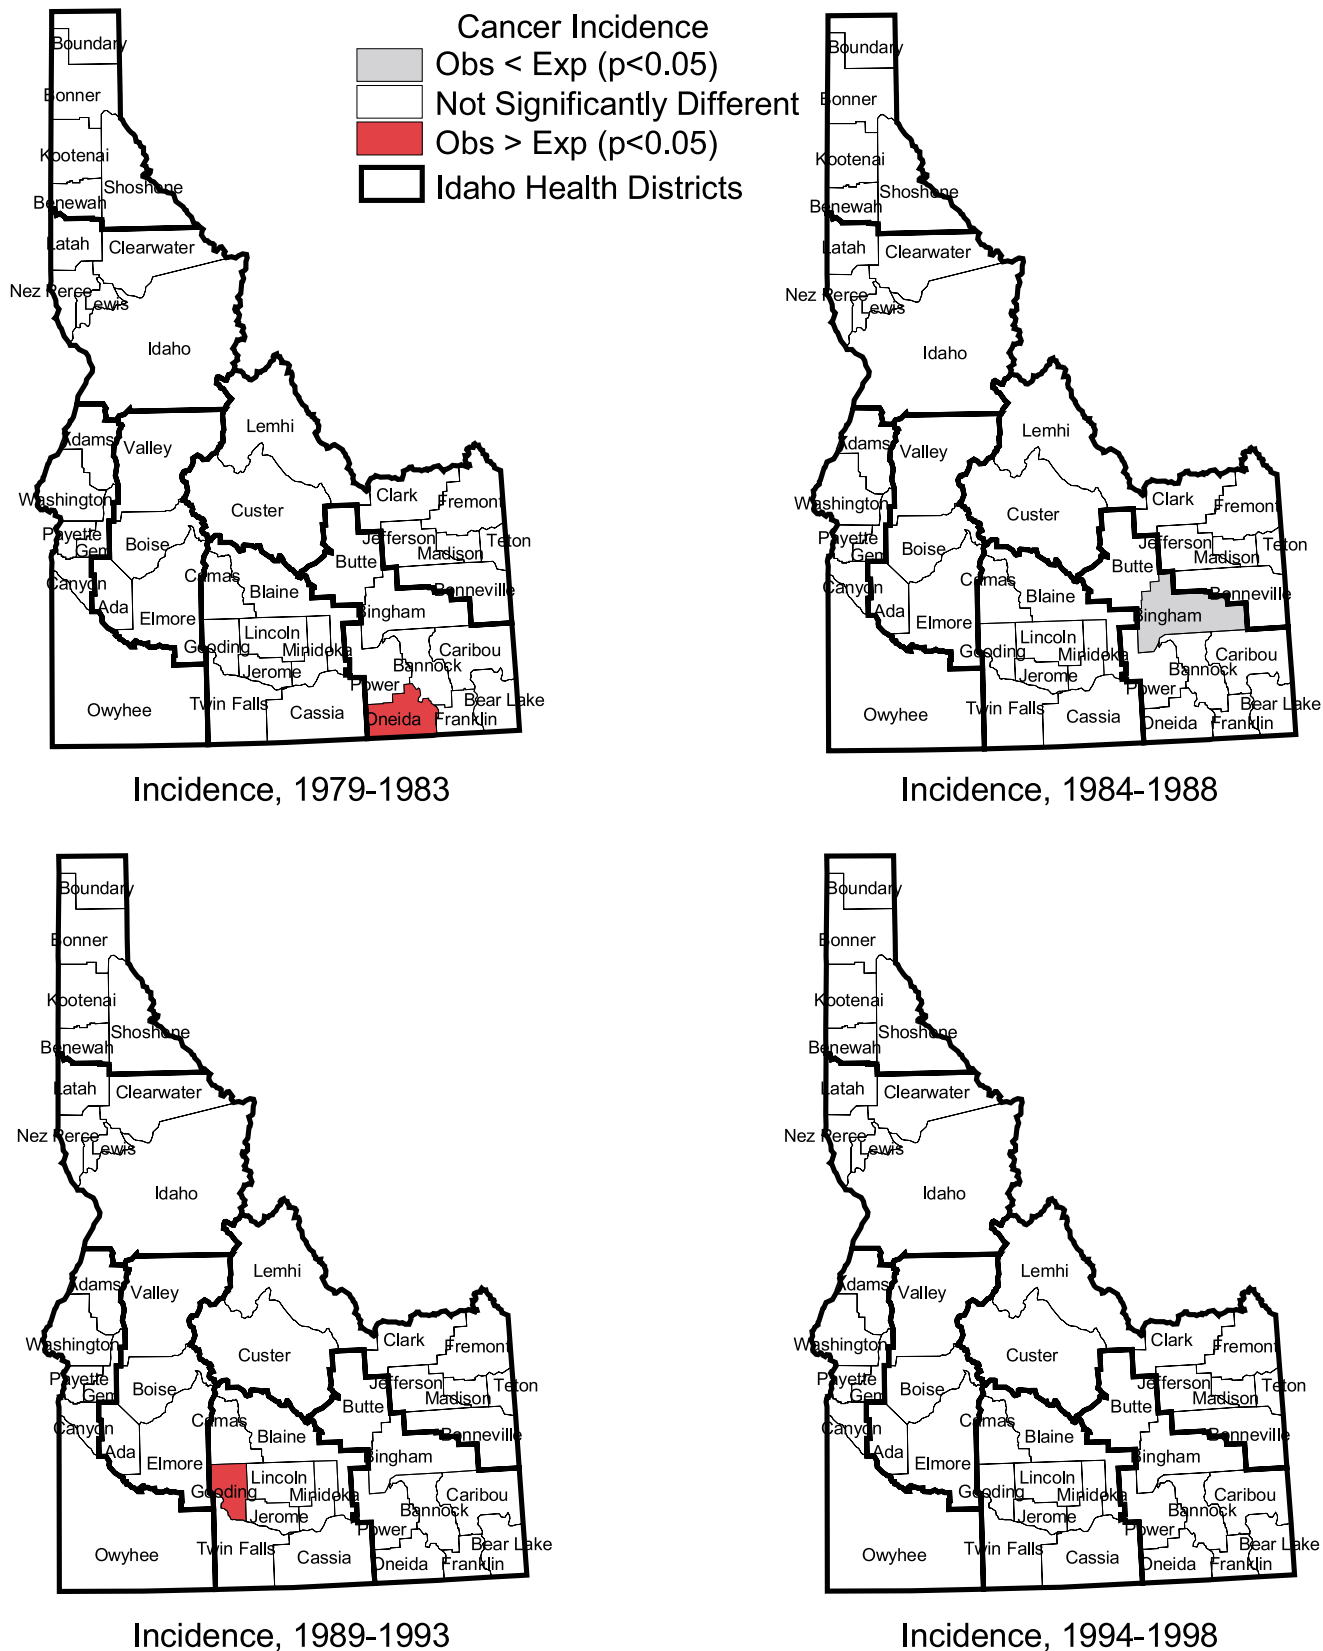 Cancer Incidence
Obs < Exp (p<0.05)
Not Significantly Different
Obs > Exp (p<0.05)
Idaho Health Districts
Boundary
Bonner
Kootenai
Shoshone
Benewah
Latah
Clearwater
Nez Perce
Lewis
Idaho
Lemhi
Adams
Valley
Washington
Custer
Clark
Fremont
Payette
Gem
Boise
Jefferson
Madison
Teton
Butte
Canyon
Camas
Blaine
Bonneville
Ada
Elmore
Bingham
Lincoln
Gooding
Minidoka
Caribou
Jerome
Bannock
Power
Bear Lake
Owyhee
Twin Falls
Cassia
Oneida
Franklin
Incidence, 1979-1983
Boundary
Bonner
Kootenai
Shoshone
Benewah
Latah
Clearwater
Nez Perce
Lewis
Idaho
Lemhi
Adams
Valley
Washington
Custer
Clark
Fremont
Payette
Gem
Boise
Jefferson
Madison
Teton
Butte
Canyon
Camas
Blaine
Bonneville
Ada
Elmore
Bingham
Lincoln
Gooding
Minidoka
Caribou
Jerome
Bannock
Power
Bear Lake
Owyhee
Twin Falls
Cassia
Oneida
Franklin
Incidence, 1984-1988
Boundary
Bonner
Kootenai
Shoshone
Benewah
Latah
Clearwater
Nez Perce
Lewis
Idaho
Lemhi
Adams
Valley
Washington
Custer
Clark
Fremont
Payette
Gem
Boise
Jefferson
Madison
Teton
Butte
Canyon
Camas
Blaine
Bonneville
Ada
Elmore
Bingham
Lincoln
Gooding
Minidoka
Caribou
Jerome
Bannock
Power
Bear Lake
Owyhee
Twin Falls
Cassia
Oneida
Franklin
Incidence, 1989-1993
Boundary
Bonner
Kootenai
Shoshone
Benewah
Latah
Clearwater
Nez Perce
Lewis
Idaho
Lemhi
Adams
Valley
Washington
Custer
Clark
Fremont
Payette
Gem
Boise
Jefferson
Madison
Teton
Butte
Canyon
Camas
Blaine
Bonneville
Ada
Elmore
Bingham
Lincoln
Gooding
Minidoka
Caribou
Jerome
Bannock
Power
Bear Lake
Owyhee
Twin Falls
Cassia
Oneida
Franklin
Incidence, 1994-1998